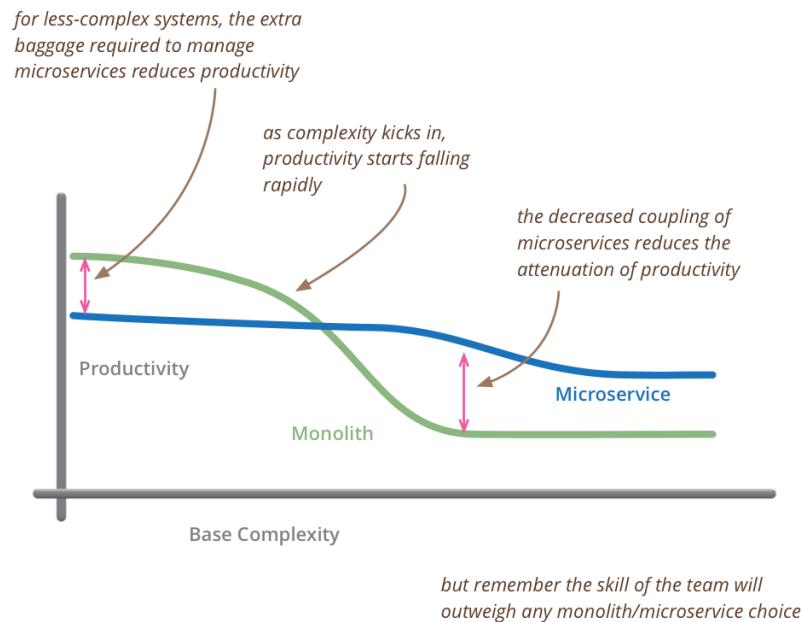 for less-complex systems, the extra
baggage required to manage
microservices reduces productivity
as complexity kicks in,
productivity starts falling
rapidly
the decreased coupling of
microservices reduces the
attenuation of productivity
Productivity
Microservice
Monolith
Base Complexity
but remember the skill of the team will
outweigh any monolith/microservice choice